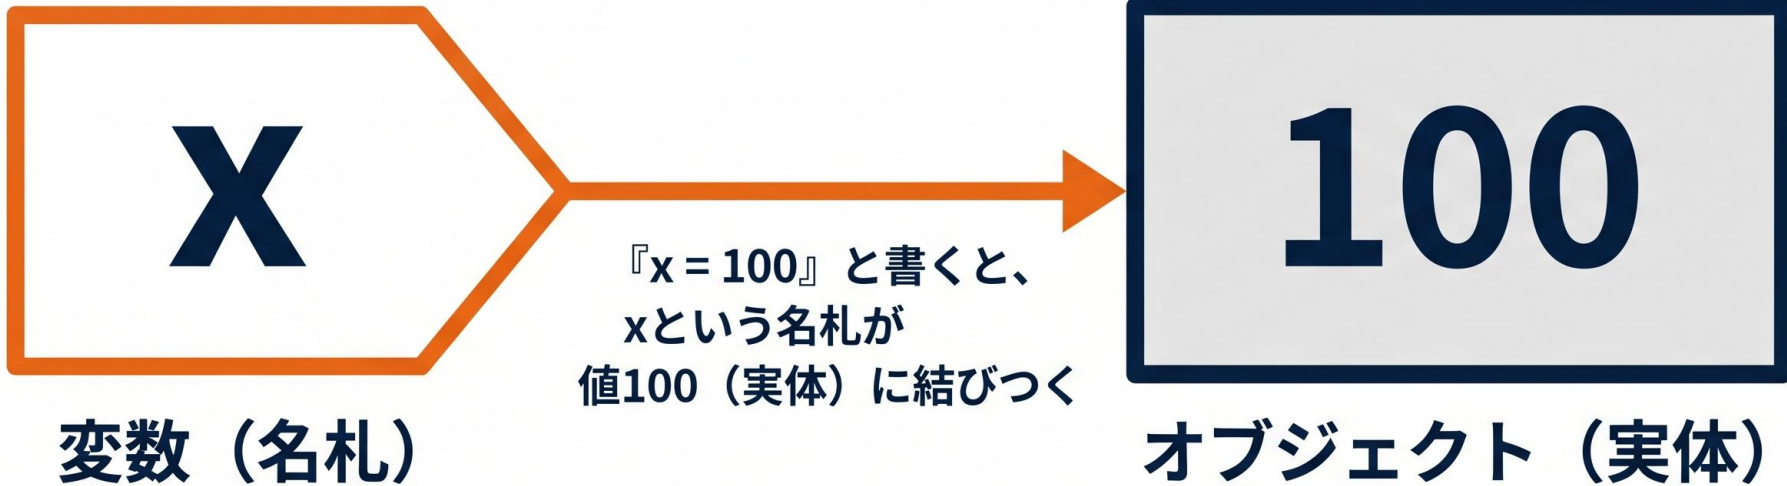 x
100
『x = 100』と書くと、
xという名札が
値100（実体）に結びつく
変数（名札）
オブジェクト（実体）